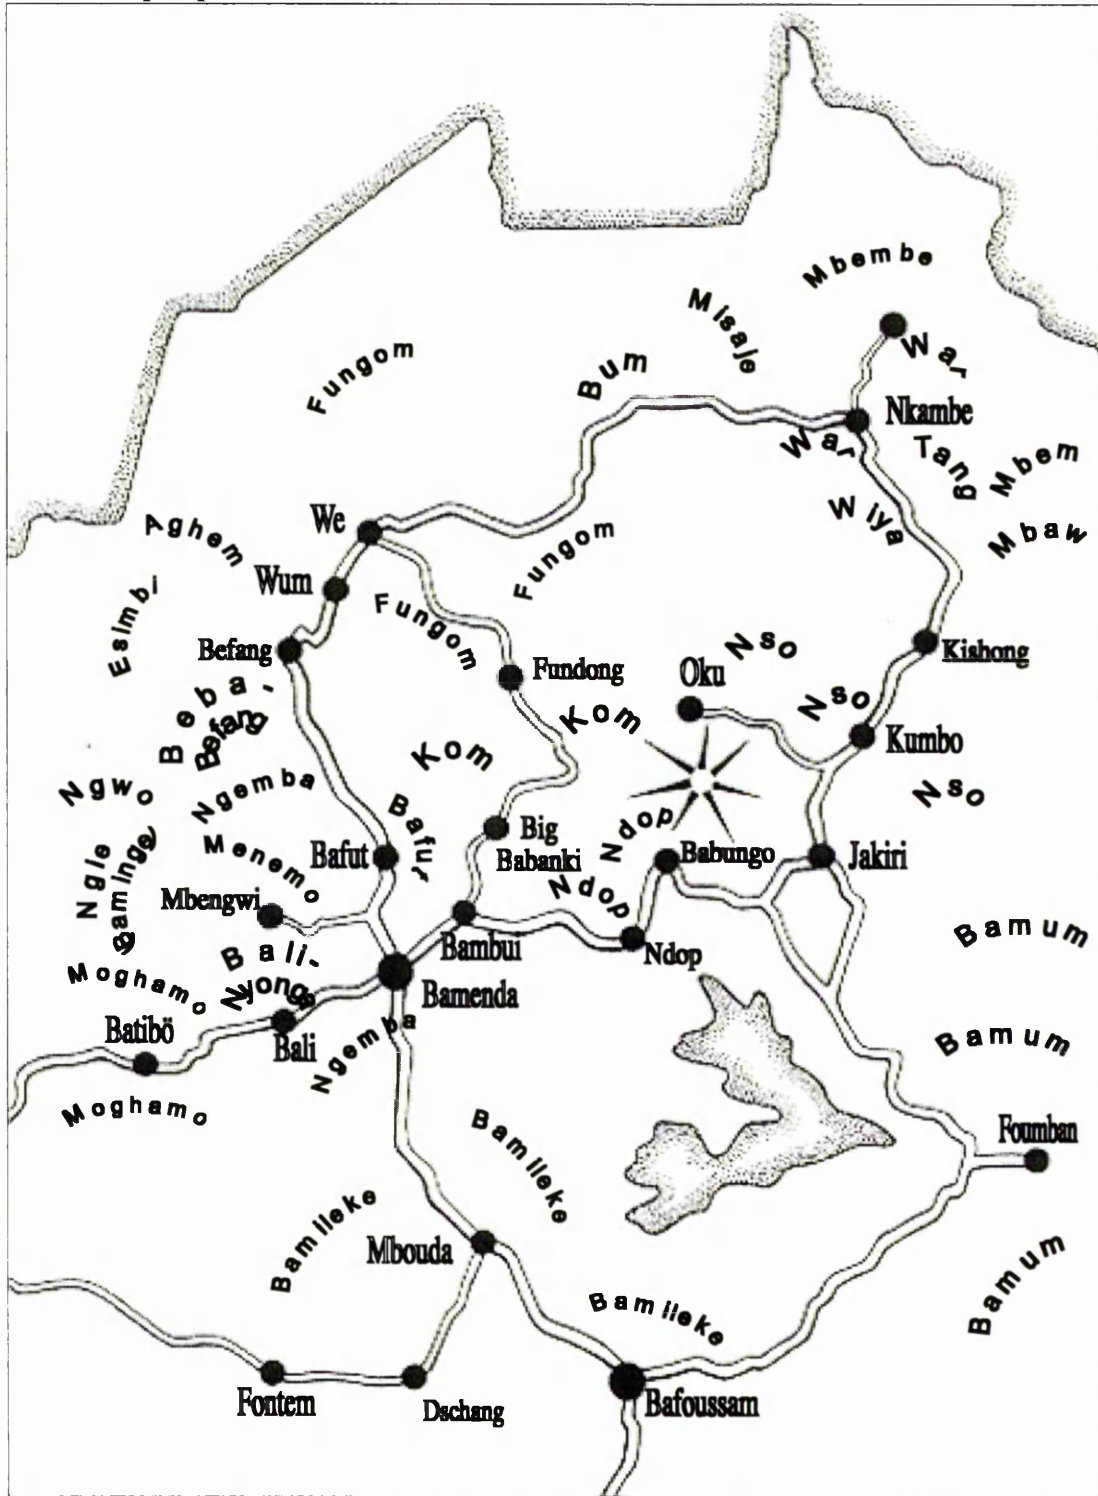 Mbembe
Misaje
War
Fungom
Bum
Nkambe
War
Tang
Mbem
Wiya
Mbaw
We
Aghem
Fungom
Wum
Esimbi
Fungom
Befang
Nso
Kishong
Fundong
Oku
Beba,
Befang
Kom
Nso
Kumbo
Kom
Ngwo
Ngemba
Nso
Bafut
Ndop
Big
Babanki
Menemo
Bafut
Babungo
Jakiri
Ngie
Mbengwi
Ndop
Bamum
Bali-
Nyonga
Bambui
Ndop
Moghamo
Bamenda
Batibö
Bali
Ngemba
Bamum
Moghamo
Foumban
Bamileke
Bamileke
Mbouda
Bamum
Bamileke
Fontem
Dschang
Bafoussam